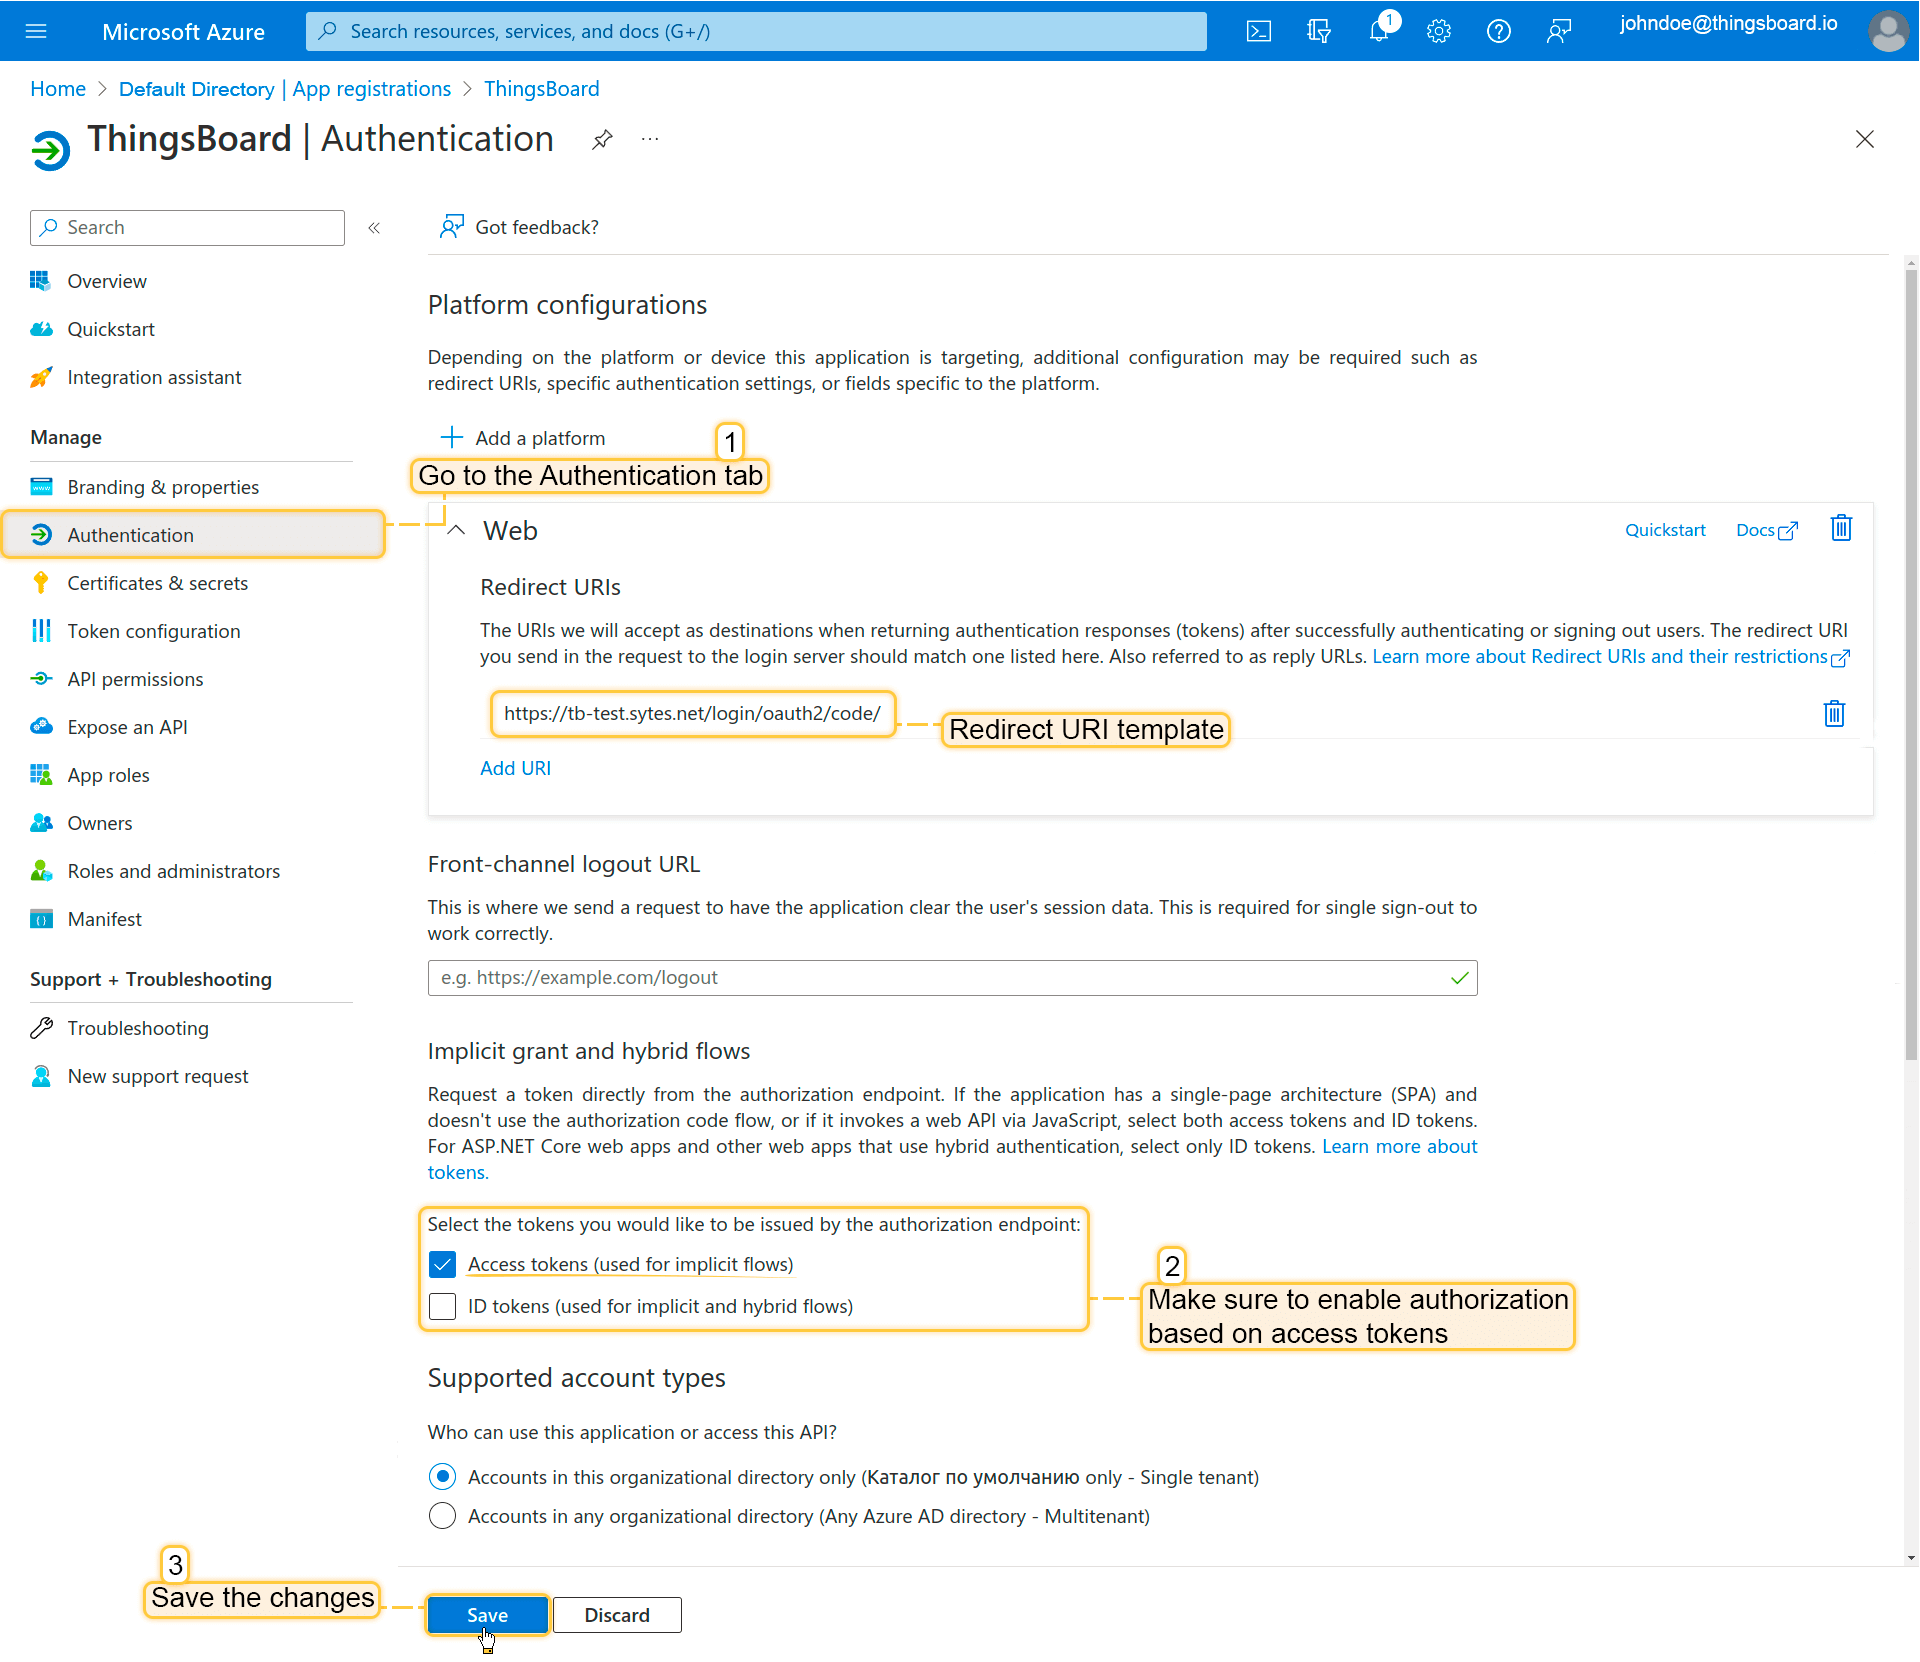 Microsoft Azure
Search resources, services, and docs (G+/)
1
johndoe@thingsboard.io
Home > Default Directory | App registrations > ThingsBoard
ThingsBoard | Authentication
...
Search
«
Got feedback?
Overview
Quickstart
Integration assistant
Manage
Branding & properties
Authentication
Certificates & secrets
Token configuration
API permissions
Expose an API
App roles
Owners
Roles and administrators
Manifest
Support + Troubleshooting
Troubleshooting
New support request
Platform configurations
Depending on the platform or device this application is targeting, additional configuration may be required such as
redirect URIs, specific authentication settings, or fields specific to the platform.
Add a platform
1
Go to the Authentication tab
Web
Quickstart
Docs
Redirect URIs
The URIs we will accept as destinations when returning authentication responses (tokens) after successfully authenticating or signing out users. The redirect URI
you send in the request to the login server should match one listed here. Also referred to as reply URLs. Learn more about Redirect URIs and their restrictions
https://tb-test.sytes.net/login/oauth2/code/
Redirect URI template
Add URI
Front-channel logout URL
This is where we send a request to have the application clear the user's session data. This is required for single sign-out to
work correctly.
e.g. https://example.com/logout
Implicit grant and hybrid flows
Request a token directly from the authorization endpoint. If the application has a single-page architecture (SPA) and
doesn't use the authorization code flow, or if it invokes a web API via JavaScript, select both access tokens and ID tokens.
For ASP.NET Core web apps and other web apps that use hybrid authentication, select only ID tokens. Learn more about
tokens.
Select the tokens you would like to be issued by the authorization endpoint:
Access tokens (used for implicit flows)
ID tokens (used for implicit and hybrid flows)
2
Make sure to enable authorization
based on access tokens
Supported account types
Who can use this application or access this API?
Accounts in this organizational directory only (Каталог по умолчанию only - Single tenant)
Accounts in any organizational directory (Any Azure AD directory - Multitenant)
3
Save the changes
Save
Discard